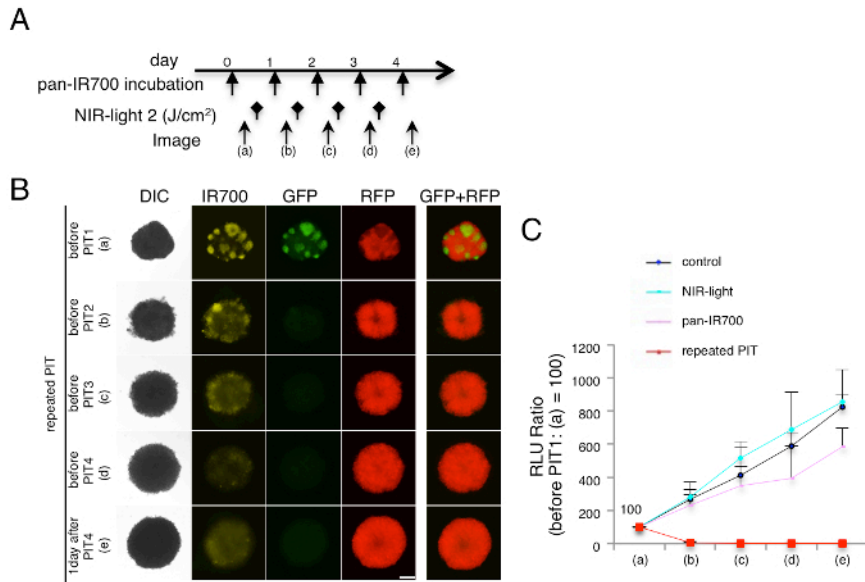 A
day
0 1 2 3 4
pan-IR700 incubation
NIR-light 2 (J/cm²)
Image
(a) (b) (c) (d) (e)
B
DIC IR700 GFP RFP GFP+RFP
repeated PIT
before
PIT1
(a)
before
PIT2
(b)
before
PIT3
(c)
before
PIT4
(d)
1day after
PIT4
(e)
C
control
NIR-light
pan-IR700
repeated PIT
RLU Ratio
(before PIT1: (a) = 100)
1200
1000
800
600
400
200
0
100
(a) (b) (c) (d) (e)